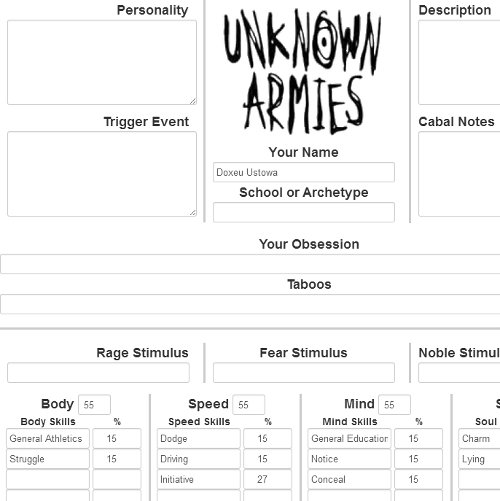 Personality
Description
UNKNOWN
ARMIES
Trigger Event
Cabal Notes
Your Name
Doxeu Ustowa
School or Archetype
Your Obsession
Taboos
Rage Stimulus Fear Stimulus Noble Stimul
Body 55 Speed 55 Mind 55 S
Body Skills % Speed Skills % Mind Skills % Soul
General Athletics 15 Dodge 15 General Education 15 Charm
Struggle 15 Driving 15 Notice 15 Lying
Initiative 27 Conceal 15